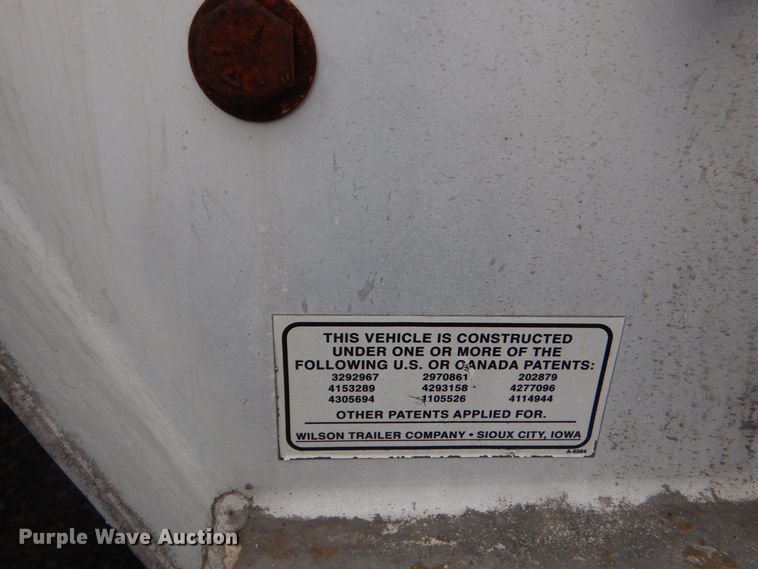 THIS VEHICLE IS CONSTRUCTED
UNDER ONE OR MORE OF THE
FOLLOWING U.S. OR CANADA PATENTS:
3292967 2970861 202879
4153289 4293158 4277096
4305694 1105526 4114944
OTHER PATENTS APPLIED FOR.
WILSON TRAILER COMPANY • SIOUX CITY, IOWA
Purple Wave Auction